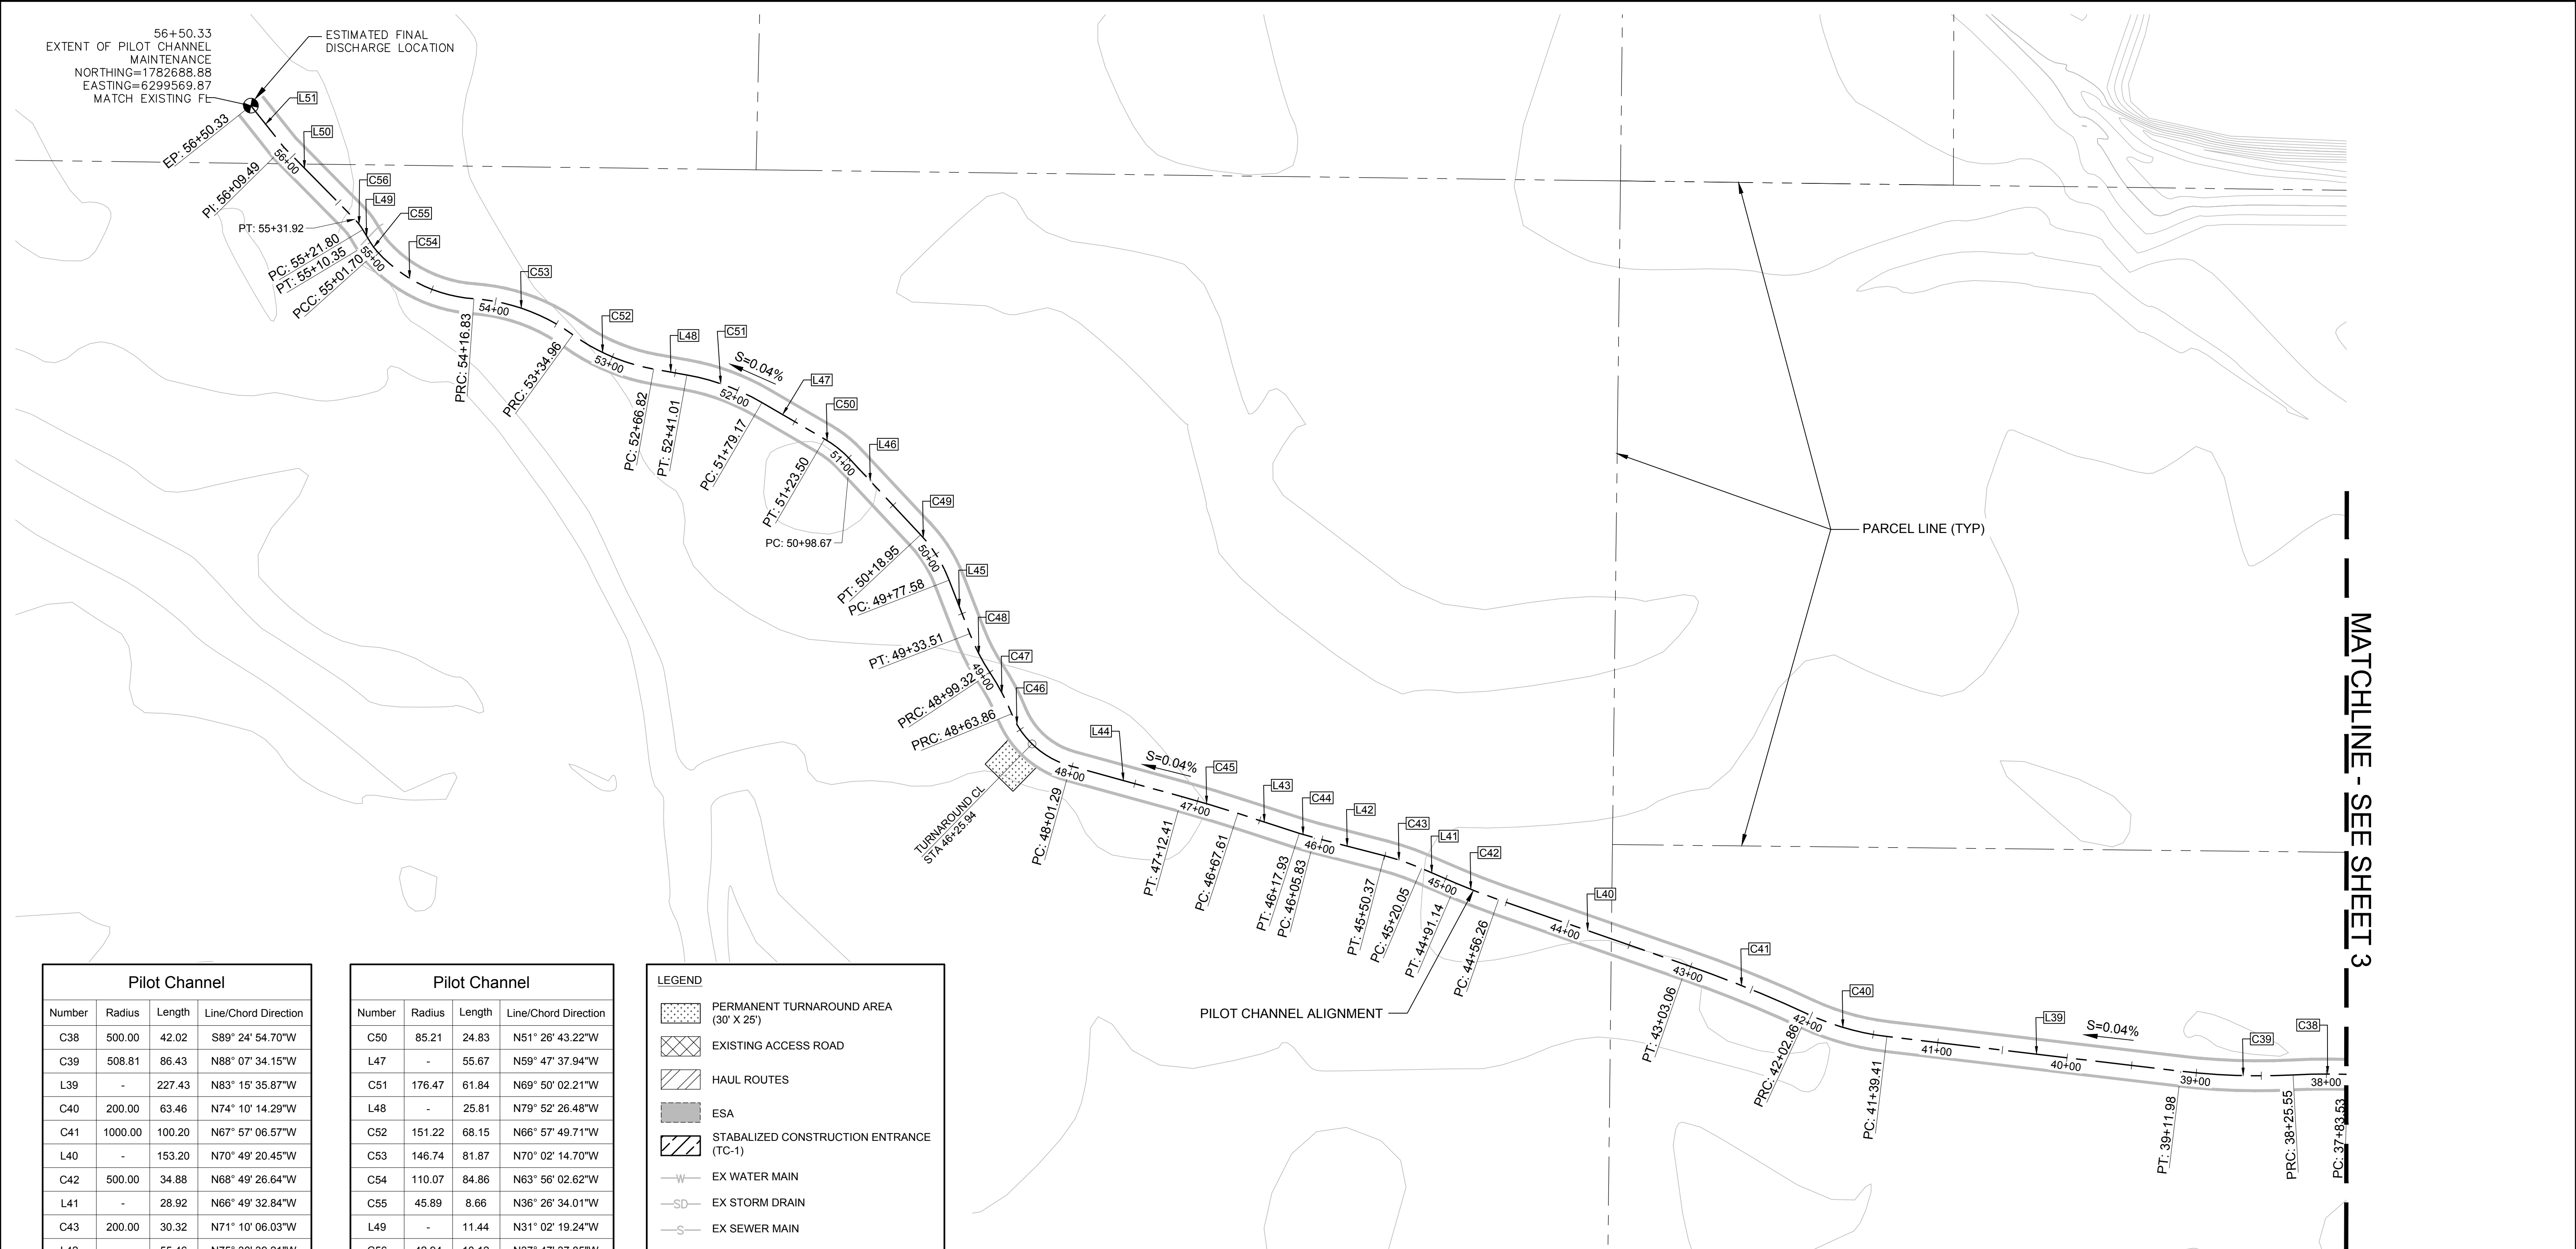 56+50.33
EXTENT OF PILOT CHANNEL
MAINTENANCE
NORTHING=1782688.88
EASTING=6299569.87
MATCH EXISTING FL
ESTIMATED FINAL
DISCHARGE LOCATION
L51
L50
EP: 56+50.33
56+00
PI: 56+09.49
C56
L49
C55
PT: 55+31.92
PC: 55+21.80
PT: 55+10.35
PCC: 55+01.70
55+00
C54
C53
54+00
PRC: 54+16.83
C52
PRC: 53+34.96
53+00
L48
C51
S=0.04%
PC: 52+66.82
PT: 52+41.01
52+00
L47
PC: 51+79.17
C50
PT: 51+23.50
51+00
L46
PC: 50+98.67
C49
PT: 50+18.95
50+00
PC: 49+77.58
L45
C48
PT: 49+33.51
49+00
C47
PRC: 48+99.32
C46
PRC: 48+63.86
TURNAROUND CL
STA 46+25.94
48+00
PC: 48+01.29
L44
S=0.04%
C45
47+00
PT: 47+12.41
PC: 46+67.61
L43
C44
L42
PT: 46+17.93
PC: 46+05.83
46+00
C43
PT: 45+50.37
PC: 45+20.05
L41
45+00
PT: 44+91.14
C42
PC: 44+56.26
PILOT CHANNEL ALIGNMENT
L40
44+00
43+00
PT: 43+03.06
C41
42+00
PRC: 42+02.86
C40
PC: 41+39.41
41+00
L39
40+00
S=0.04%
39+00
PT: 39+11.98
C39
C38
PRC: 38+25.55
38+00
PC: 37+83.53
PARCEL LINE (TYP)
MATCHLINE - SEE SHEET 3
Pilot Channel
Number Radius Length Line/Chord Direction
C38 500.00 42.02 S89° 24' 54.70"W
C39 508.81 86.43 N88° 07' 34.15"W
L39 - 227.43 N83° 15' 35.87"W
C40 200.00 63.46 N74° 10' 14.29"W
C41 1000.00 100.20 N67° 57' 06.57"W
L40 - 153.20 N70° 49' 20.45"W
C42 500.00 34.88 N68° 49' 26.64"W
L41 - 28.92 N66° 49' 32.84"W
C43 200.00 30.32 N71° 10' 06.03"W
Pilot Channel
Number Radius Length Line/Chord Direction
C50 85.21 24.83 N51° 26' 43.22"W
L47 - 55.67 N59° 47' 37.94"W
C51 176.47 61.84 N69° 50' 02.21"W
L48 - 25.81 N79° 52' 26.48"W
C52 151.22 68.15 N66° 57' 49.71"W
C53 146.74 81.87 N70° 02' 14.70"W
C54 110.07 84.86 N63° 56' 02.62"W
C55 45.89 8.66 N36° 26' 34.01"W
L49 - 11.44 N31° 02' 19.24"W
LEGEND
PERMANENT TURNAROUND AREA
(30' X 25')
EXISTING ACCESS ROAD
HAUL ROUTES
ESA
STABALIZED CONSTRUCTION ENTRANCE
(TC-1)
W EX WATER MAIN
SD EX STORM DRAIN
S EX SEWER MAIN